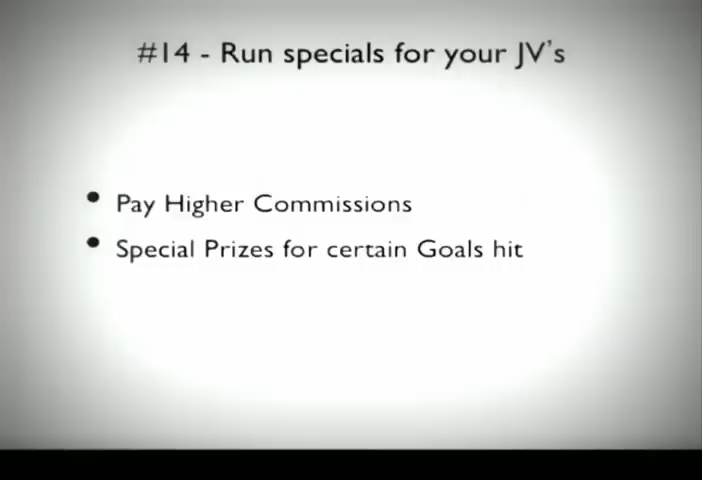 #14 - Run specials for your JV's
• Pay Higher Commissions
• Special Prizes for certain Goals hit